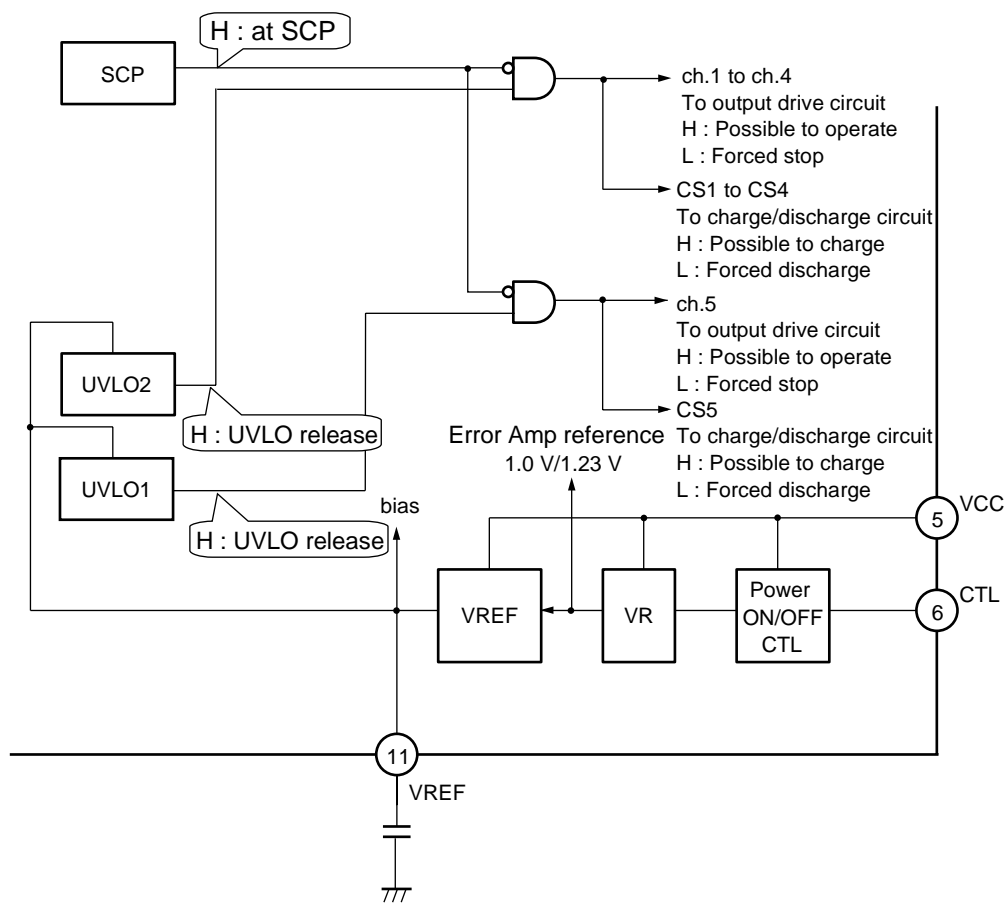 H : at SCP
SCP
ch.1 to ch.4
To output drive circuit
H : Possible to operate
L : Forced stop
CS1 to CS4
To charge/discharge circuit
H : Possible to charge
L : Forced discharge
ch.5
To output drive circuit
H : Possible to operate
L : Forced stop
CS5
To charge/discharge circuit
H : Possible to charge
L : Forced discharge
UVLO2
H : UVLO release
UVLO1
H : UVLO release
Error Amp reference
1.0 V/1.23 V
bias
VREF
VR
Power
ON/OFF
CTL
5
VCC
6
CTL
11
VREF